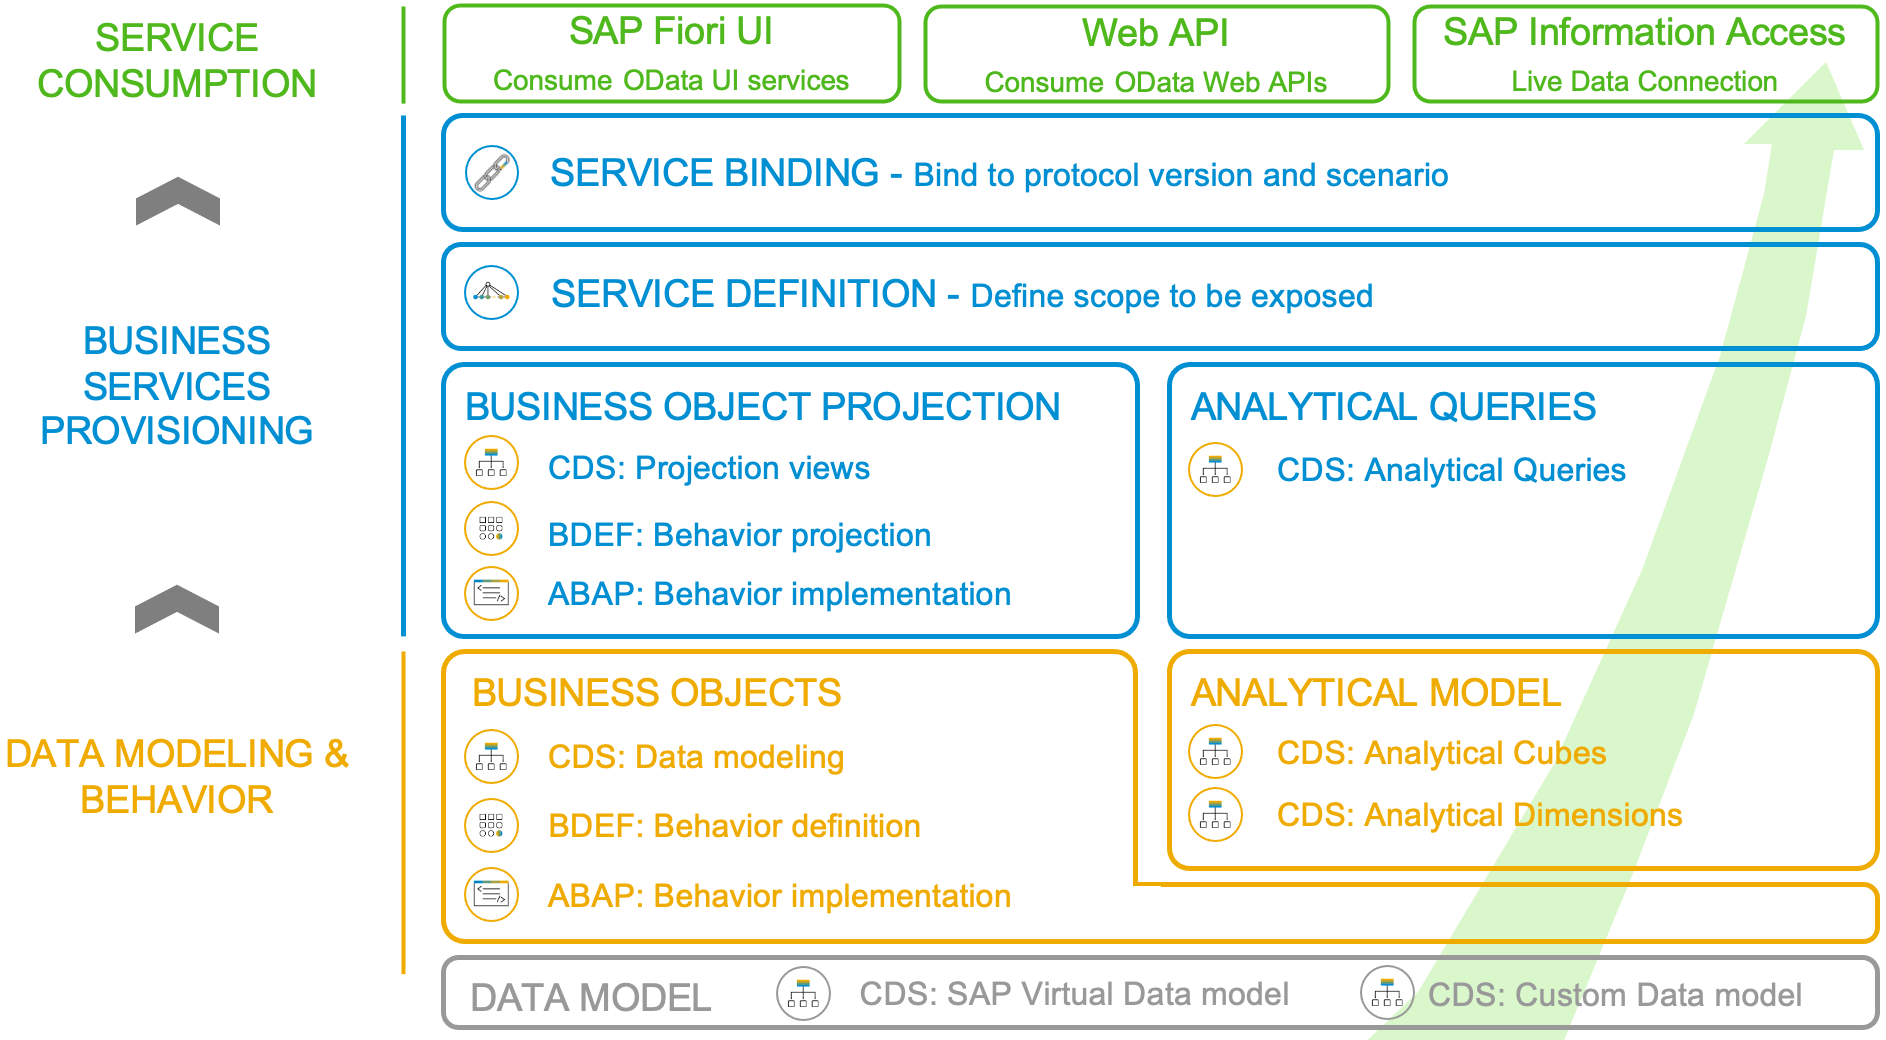 SERVICE
CONSUMPTION
SAP Fiori UI
Consume OData UI services
Web API
Consume OData Web APIs
SAP Information Access
Live Data Connection
BUSINESS
SERVICES
PROVISIONING
SERVICE BINDING - Bind to protocol version and scenario
SERVICE DEFINITION - Define scope to be exposed
BUSINESS OBJECT PROJECTION
CDS: Projection views
BDEF: Behavior projection
ABAP: Behavior implementation
ANALYTICAL QUERIES
CDS: Analytical Queries
DATA MODELING &
BEHAVIOR
BUSINESS OBJECTS
CDS: Data modeling
BDEF: Behavior definition
ABAP: Behavior implementation
ANALYTICAL MODEL
CDS: Analytical Cubes
CDS: Analytical Dimensions
DATA MODEL
CDS: SAP Virtual Data model
CDS: Custom Data model